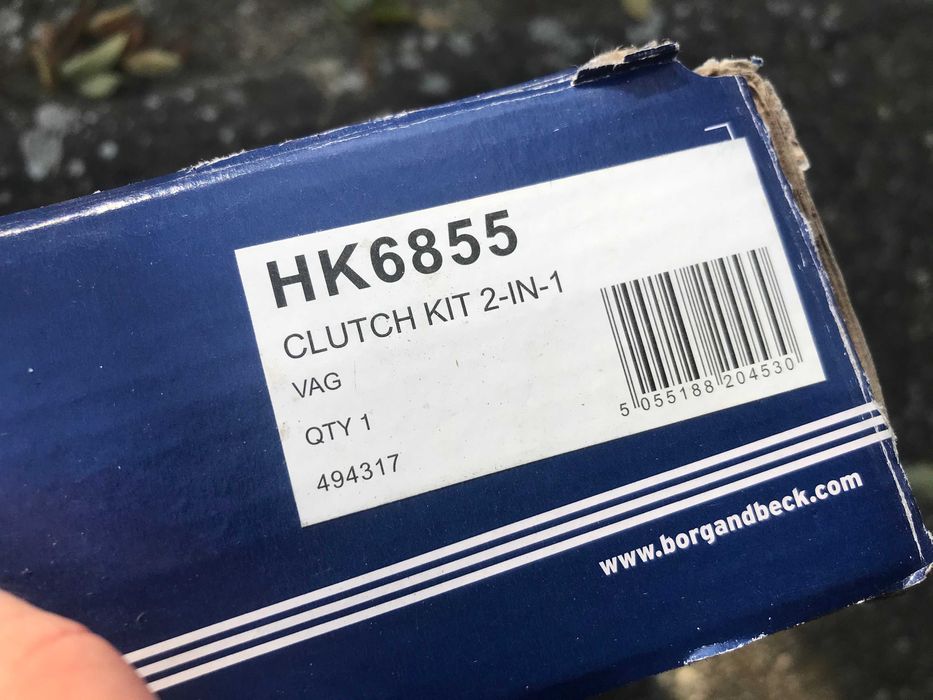 HK6855
CLUTCH KIT 2-IN-1
VAG
QTY 1
494317
5 055188 204530
www.borgandbeck.com